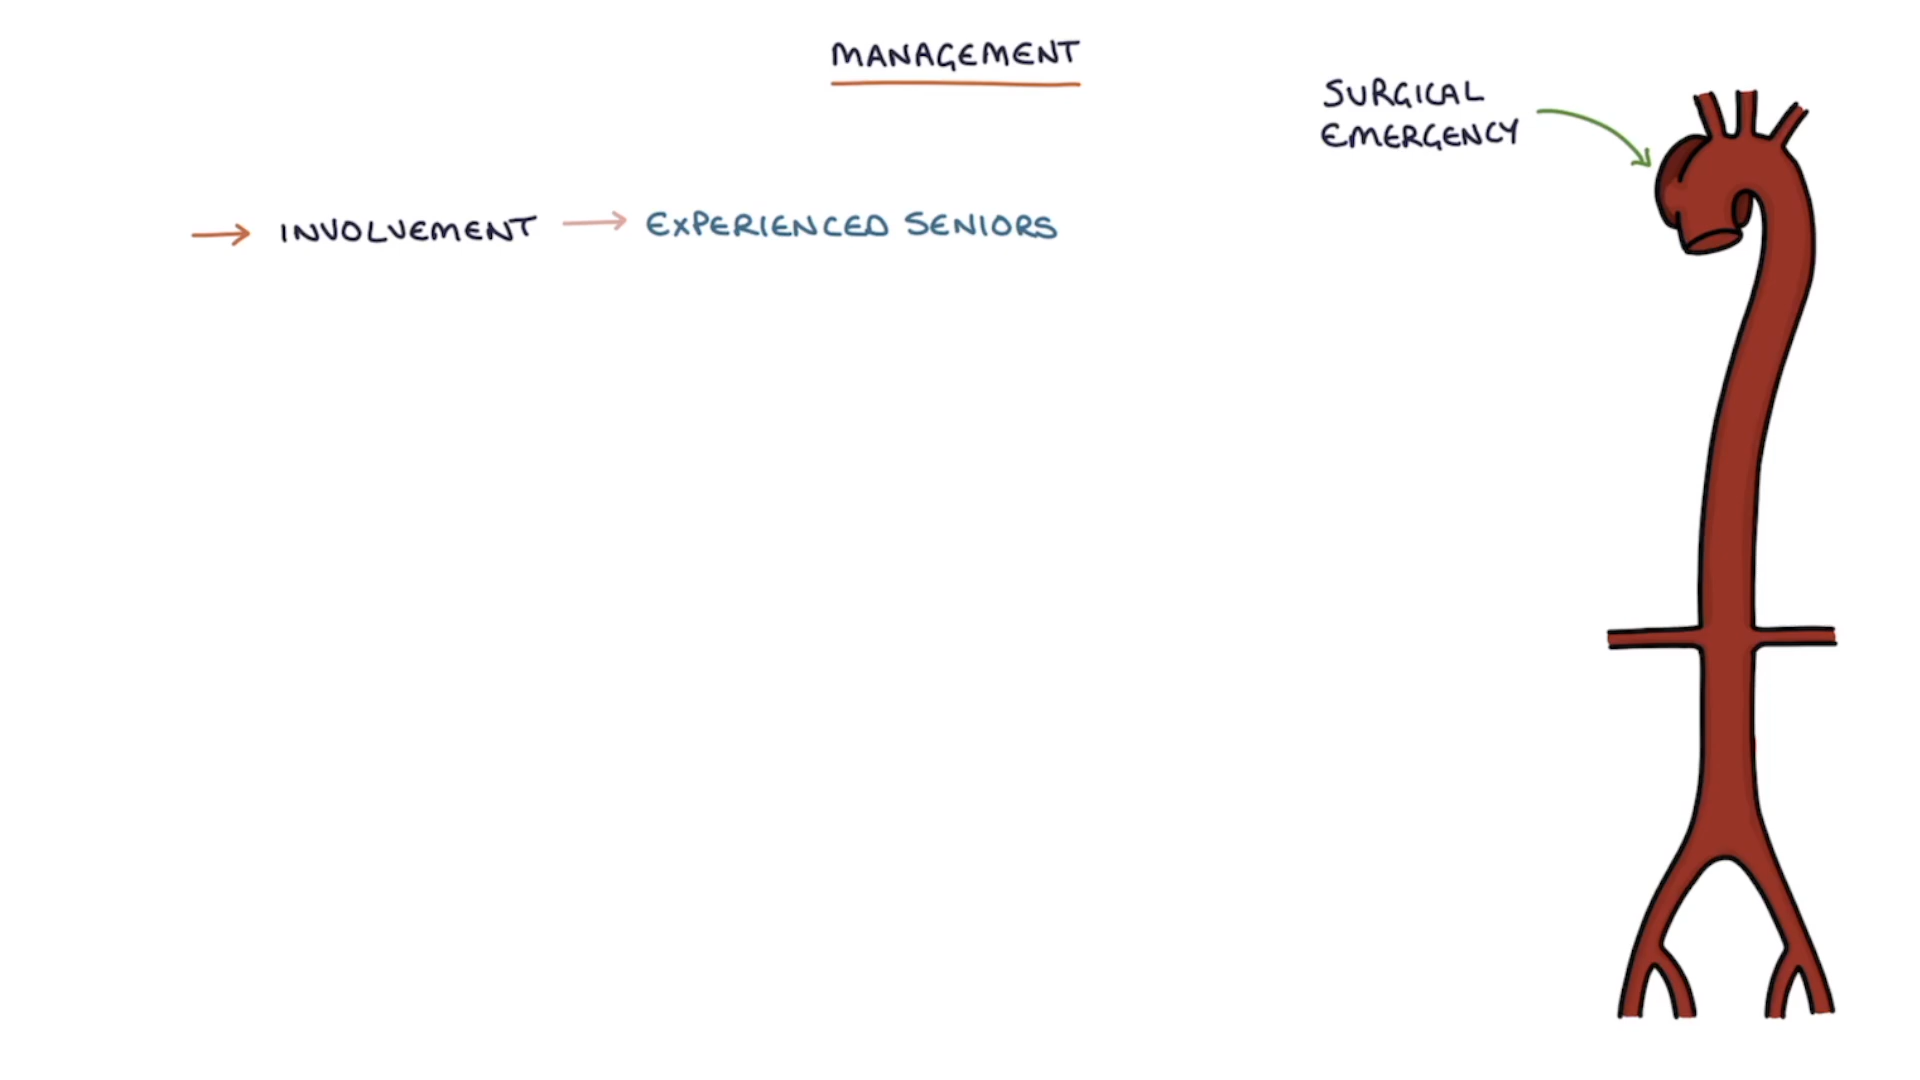 MANAGEMENT
SURGICAL
EMERGENCY
→ INVOLVEMENT → EXPERIENCED SENIORS